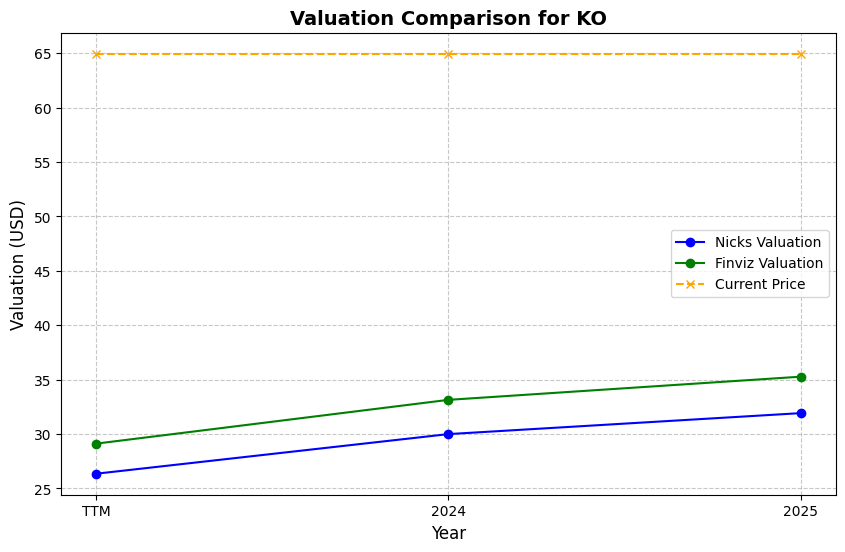 Valuation Comparison for KO
Valuation (USD)
65
60
55
50
45
40
35
30
25
Nicks Valuation
Finviz Valuation
Current Price
TTM 2024 2025
Year